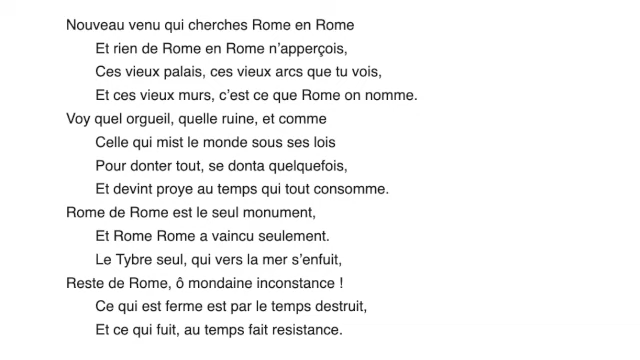 Nouveau venu qui cherches Rome en Rome
Et rien de Rome en Rome n’apperçois,
Ces vieux palais, ces vieux arcs que tu vois,
Et ces vieux murs, c’est ce que Rome on nomme.
Voy quel orgueil, quelle ruine, et comme
Celle qui mist le monde sous ses lois
Pour donter tout, se donta quelquefois,
Et devint proye au temps qui tout consomme.
Rome de Rome est le seul monument,
Et Rome Rome a vaincu seulement.
Le Tybre seul, qui vers la mer s’enfuit,
Reste de Rome, ô mondaine inconstance !
Ce qui est ferme est par le temps destruit,
Et ce qui fuit, au temps fait resistance.